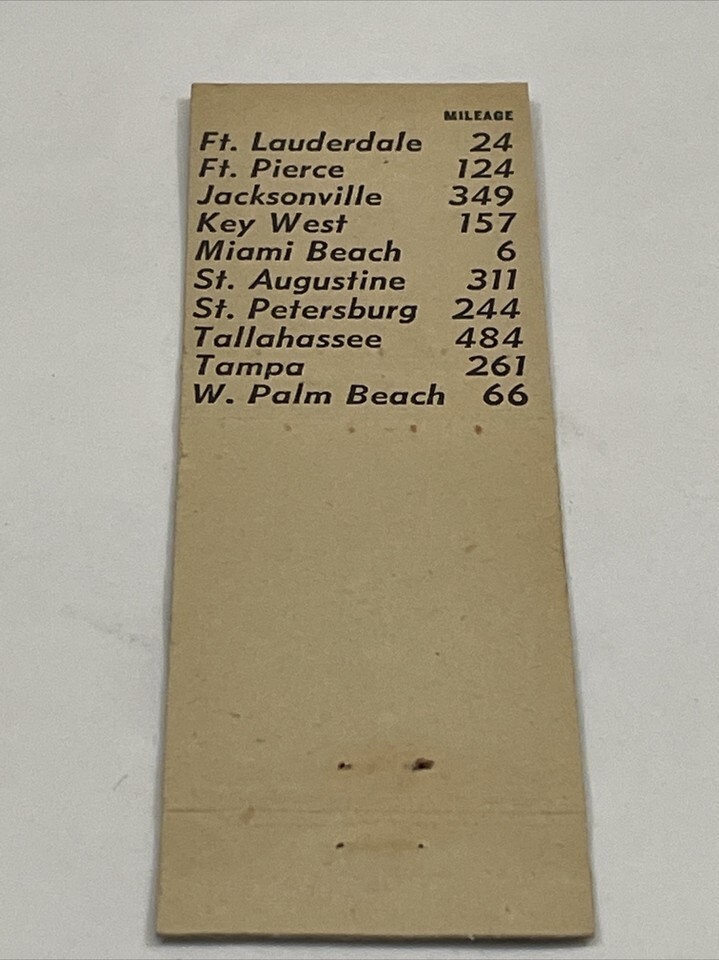 MILEAGE
Ft. Lauderdale 24
Ft. Pierce 124
Jacksonville 349
Key West 157
Miami Beach 6
St. Augustine 311
St. Petersburg 244
Tallahassee 484
Tampa 261
W. Palm Beach 66